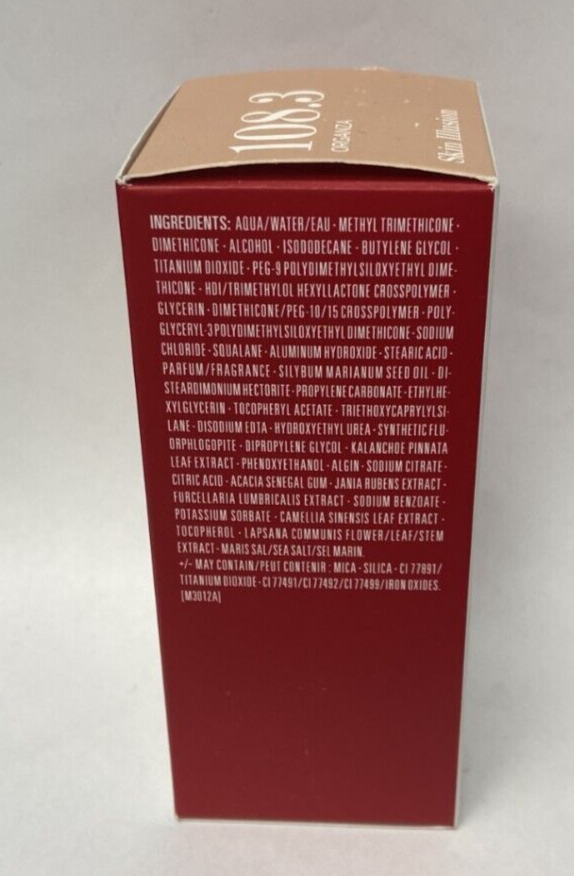 108.3
ORGANZA
Skin Illusion
INGREDIENTS: AQUA/WATER/EAU · METHYL TRIMETHICONE ·
DIMETHICONE · ALCOHOL · ISODODECANE · BUTYLENE GLYCOL ·
TITANIUM DIOXIDE · PEG-9 POLYDIMETHYLSILOXYETHYL DIME-
THICONE · HDI/TRIMETHYLOL HEXYLLACTONE CROSSPOLYMER ·
GLYCERIN · DIMETHICONE/PEG-10/15 CROSSPOLYMER · POLY-
GLYCERYL-3 POLYDIMETHYLSILOXYETHYL DIMETHICONE · SODIUM
CHLORIDE · SQUALANE · ALUMINUM HYDROXIDE · STEARIC ACID ·
PARFUM/FRAGRANCE · SILYBUM MARIANUM SEED OIL · DI-
STEARDIMONIUM HECTORITE · PROPYLENE CARBONATE · ETHYLHE-
XYLGLYCERIN · TOCOPHERYL ACETATE · TRIETHOXYCAPRYLYLSI-
LANE · DISODIUM EDTA · HYDROXYETHYL UREA · SYNTHETIC FLU-
ORPHLOGOPITE · DIPROPYLENE GLYCOL · KALANCHOE PINNATA
LEAF EXTRACT · PHENOXYETHANOL · ALGIN · SODIUM CITRATE ·
CITRIC ACID · ACACIA SENEGAL GUM · JANIA RUBENS EXTRACT ·
FURCELLARIA LUMBRICALIS EXTRACT · SODIUM BENZOATE ·
POTASSIUM SORBATE · CAMELLIA SINENSIS LEAF EXTRACT ·
TOCOPHEROL · LAPSANA COMMUNIS FLOWER/LEAF/STEM
EXTRACT · MARIS SAL/SEA SALT/SEL MARIN.
+/- MAY CONTAIN/PEUT CONTENIR : MICA · SILICA · CI 77891/
TITANIUM DIOXIDE · CI 77491/CI 77492/CI 77499/IRON OXIDES.
[M3012A]